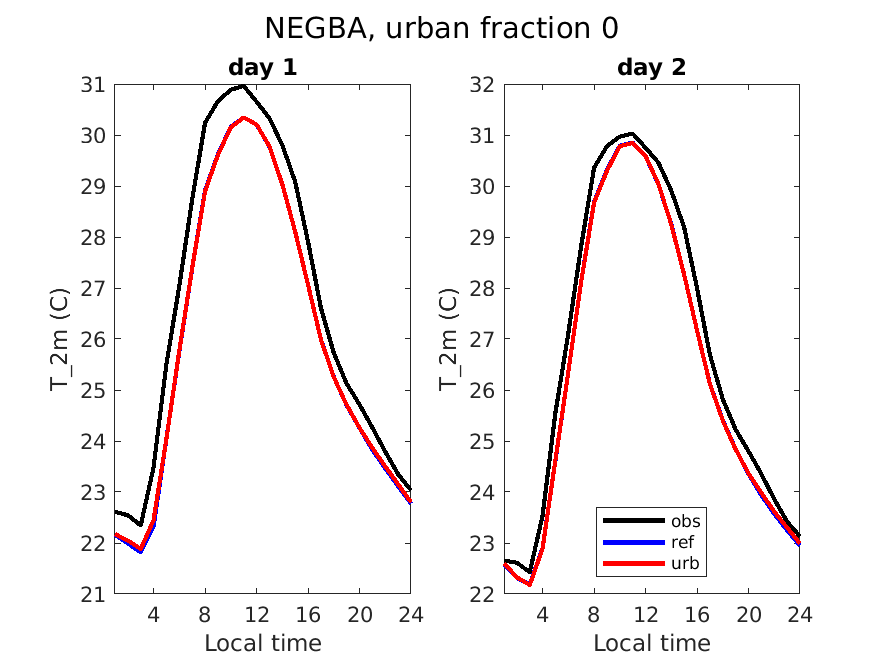 NEGBA, urban fraction 0
day 1
day 2
31
30
29
28
27
26
25
24
23
22
21
T_2m (C)
4 8 12 16 20 24
Local time
32
31
30
29
28
27
26
25
24
23
22
T_2m (C)
obs
ref
urb
4 8 12 16 20 24
Local time